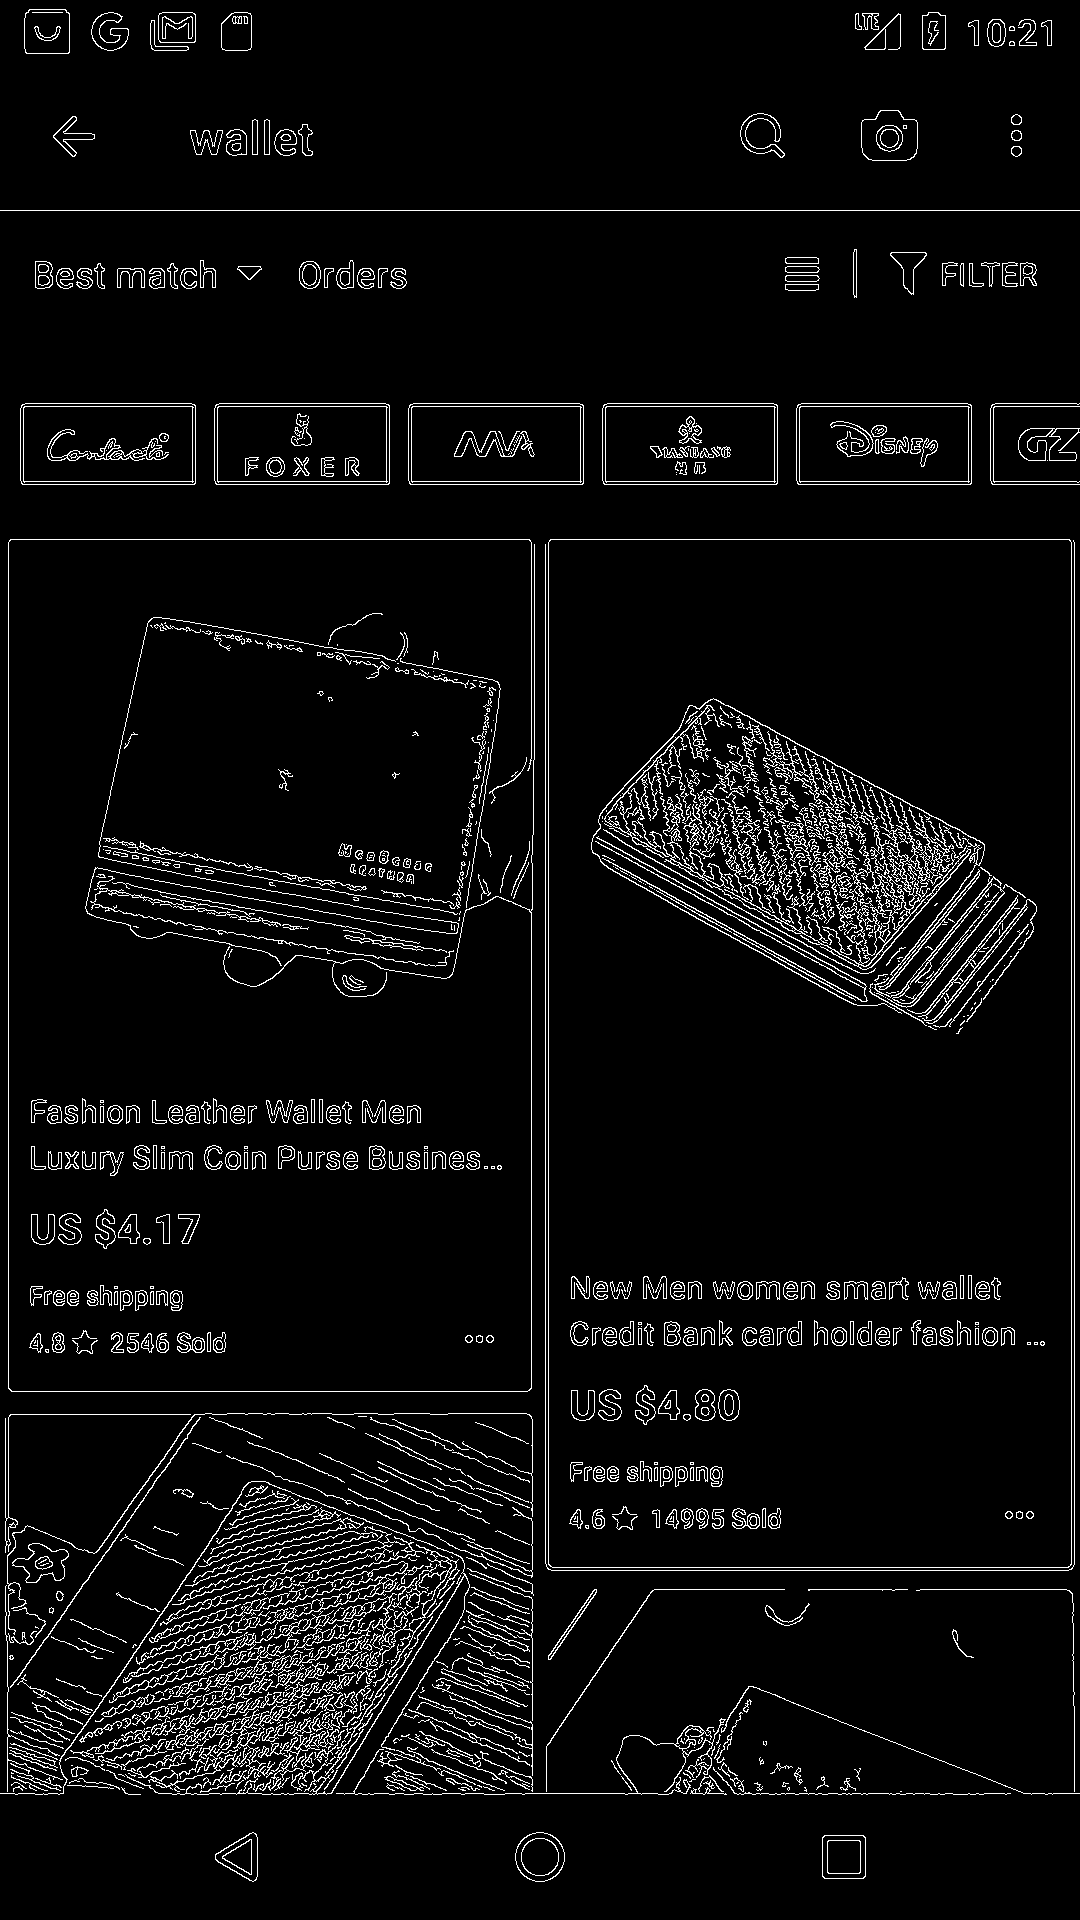 LTE 10:21
wallet
Best match Orders FILTER
Contacts FOXER DISNEY GZ
MenBense
LEATHER
Fashion Leather Wallet Men
Luxury Slim Coin Purse Busines...
US $4.17
Free shipping
4.8 2546 Sold
New Men women smart wallet
Credit Bank card holder fashion ...
US $4.80
Free shipping
4.6 14995 Sold